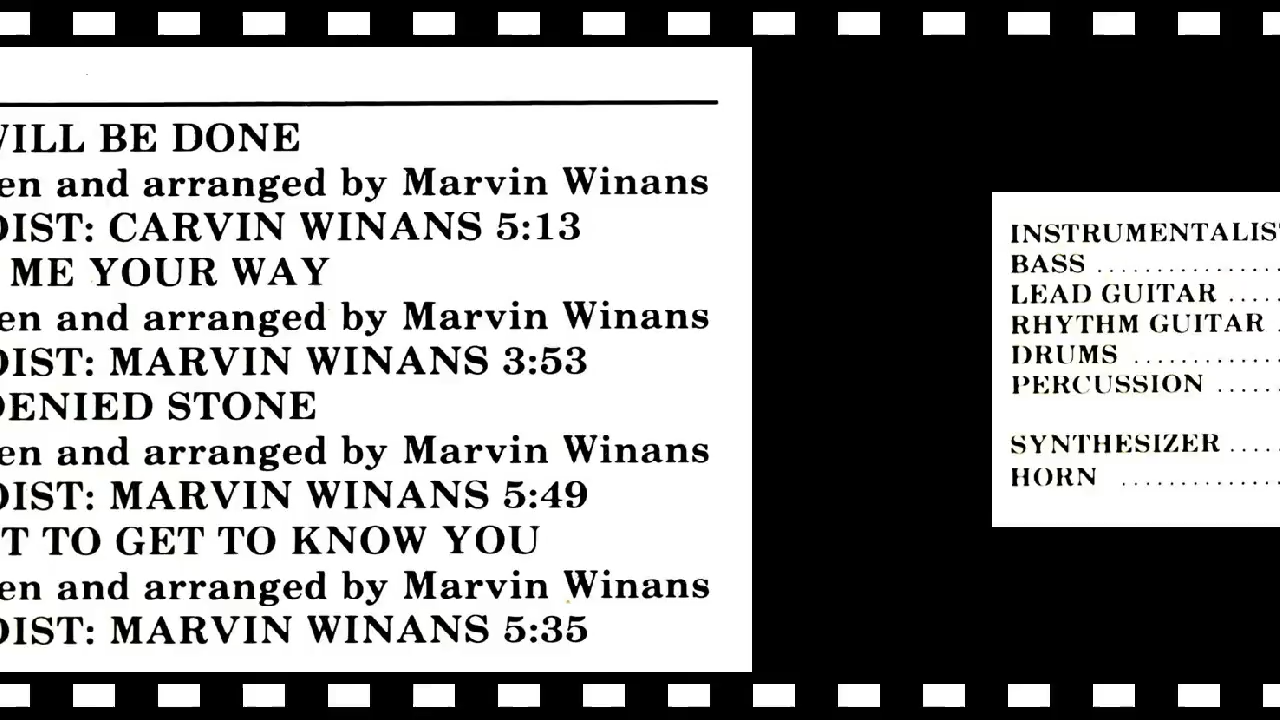 WILL BE DONE
en and arranged by Marvin Winans
OIST: CARVIN WINANS 5:13
ME YOUR WAY
en and arranged by Marvin Winans
OIST: MARVIN WINANS 3:53
DENIED STONE
en and arranged by Marvin Winans
OIST: MARVIN WINANS 5:49
T TO GET TO KNOW YOU
en and arranged by Marvin Winans
OIST: MARVIN WINANS 5:35
INSTRUMENTALIS
BASS ................
LEAD GUITAR .....
RHYTHM GUITAR .
DRUMS .............
PERCUSSION ......
SYNTHESIZER .....
HORN ..............